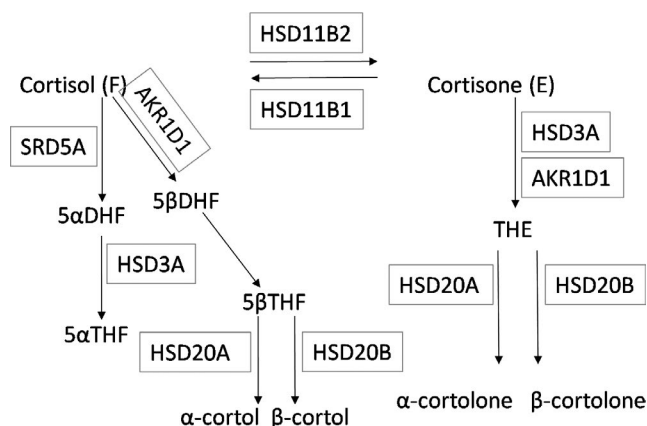 HSD11B2
Cortisol (F)
AKR1D1
Cortisone (E)
HSD11B1
SRD5A
HSD3A
AKR1D1
5αDHF
5βDHF
THE
HSD3A
HSD20A
HSD20B
5βTHF
5αTHF
HSD20A
HSD20B
α-cortol
β-cortol
α-cortolone
β-cortolone